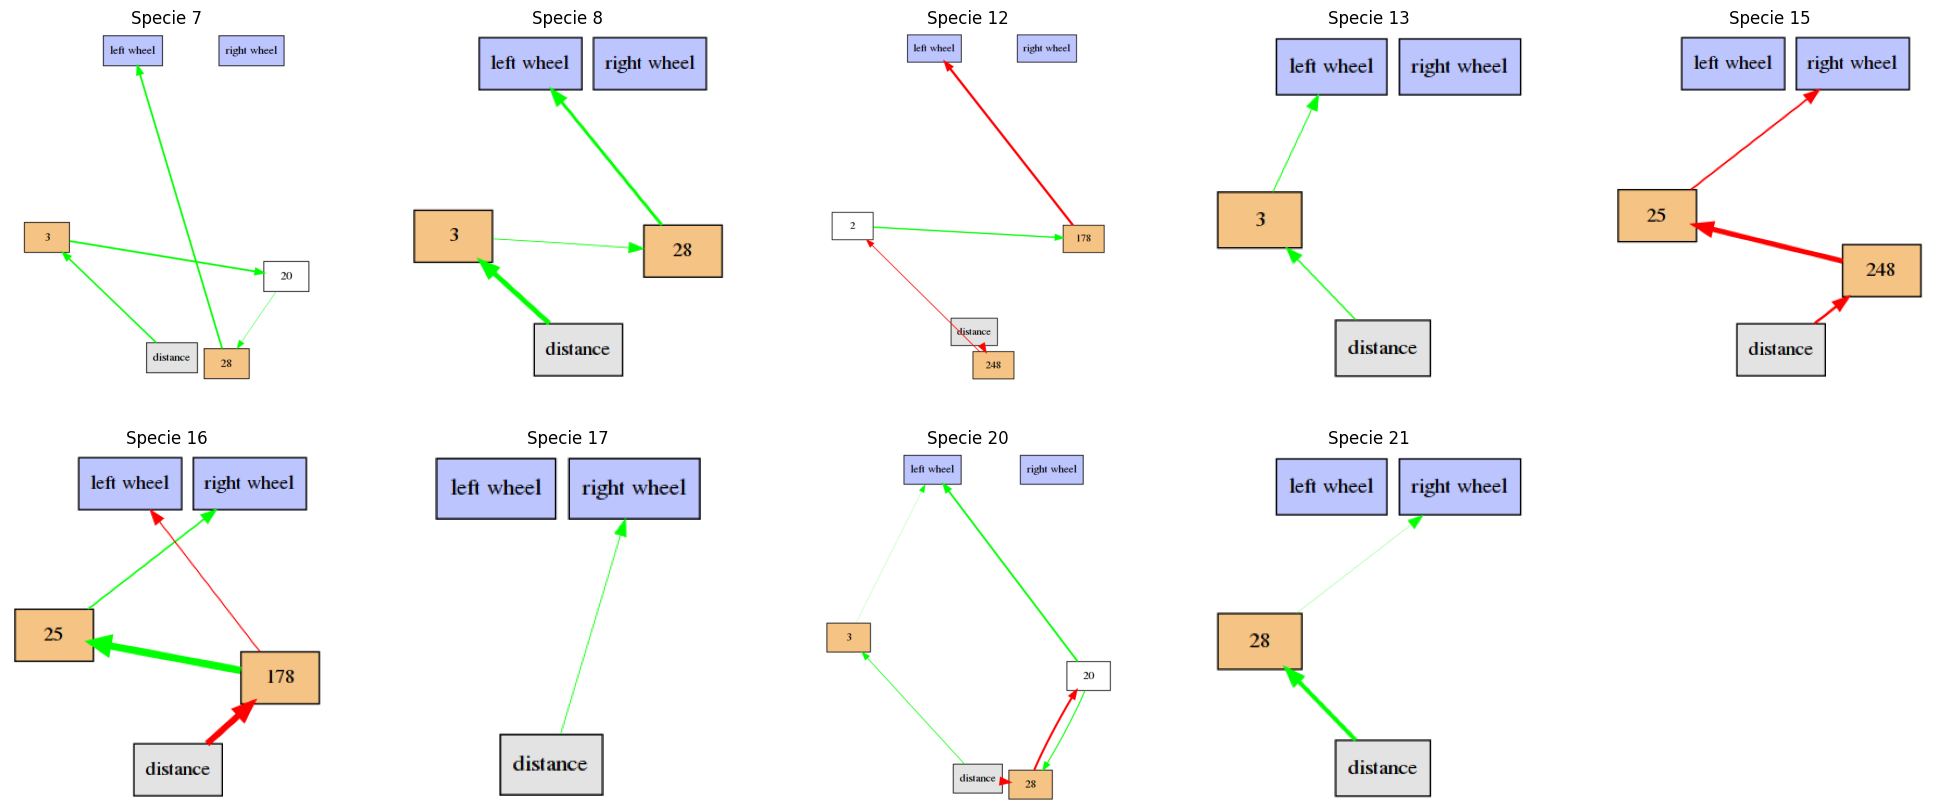 Specie 7
left wheel
right wheel
3
20
distance
28
Specie 8
left wheel
right wheel
3
28
distance
Specie 12
left wheel
right wheel
2
178
distance
248
Specie 13
left wheel
right wheel
3
distance
Specie 15
left wheel
right wheel
25
248
distance
Specie 16
left wheel
right wheel
25
178
distance
Specie 17
left wheel
right wheel
distance
Specie 20
left wheel
right wheel
3
20
distance
28
Specie 21
left wheel
right wheel
28
distance